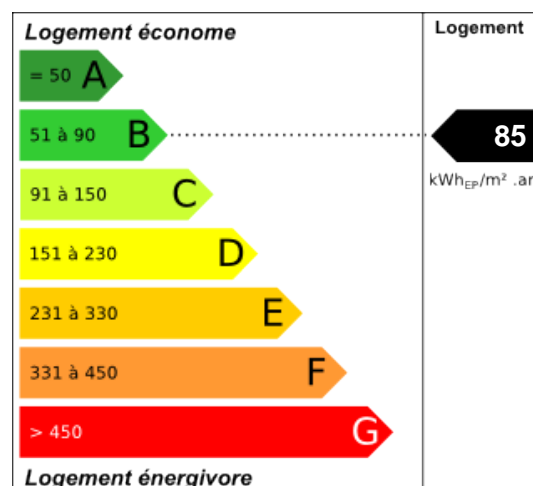 Logement économe
Logement
= 50 A
51 à 90 B
85
kWhEP/m² .an
91 à 150 C
151 à 230 D
231 à 330 E
331 à 450 F
> 450 G
Logement énergivore